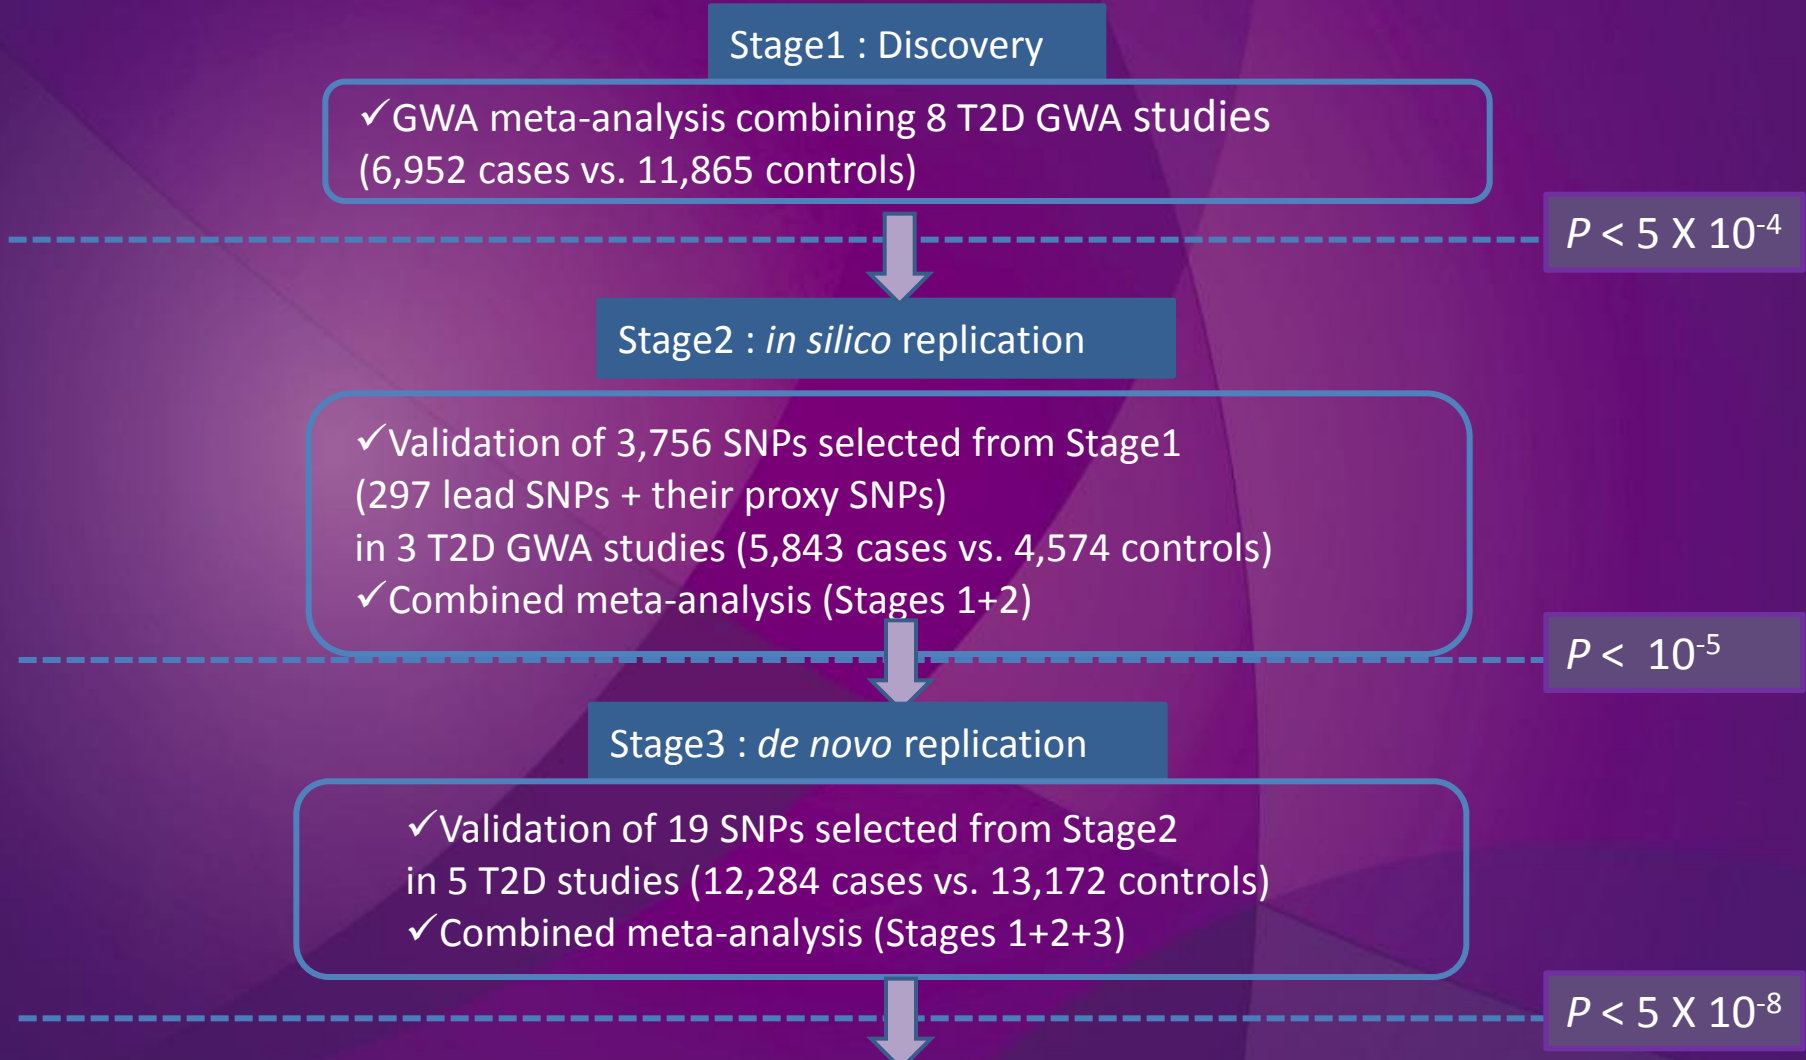 Stage1 : Discovery
✓GWA meta-analysis combining 8 T2D GWA studies
(6,952 cases vs. 11,865 controls)
P < 5 X 10⁻⁴
Stage2 : in silico replication
✓Validation of 3,756 SNPs selected from Stage1
(297 lead SNPs + their proxy SNPs)
in 3 T2D GWA studies (5,843 cases vs. 4,574 controls)
✓Combined meta-analysis (Stages 1+2)
P < 10⁻⁵
Stage3 : de novo replication
✓Validation of 19 SNPs selected from Stage2
in 5 T2D studies (12,284 cases vs. 13,172 controls)
✓Combined meta-analysis (Stages 1+2+3)
P < 5 X 10⁻⁸